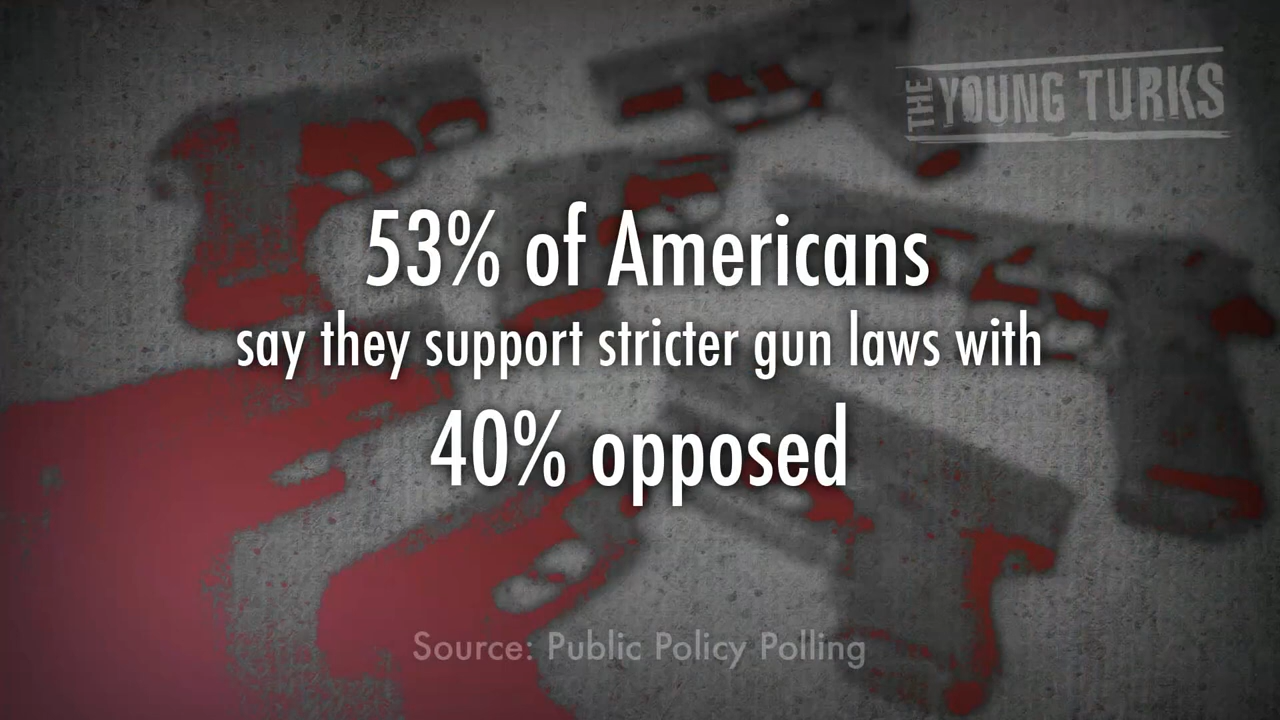 THE YOUNG TURKS
53% of Americans
say they support stricter gun laws with
40% opposed
Source: Public Policy Polling